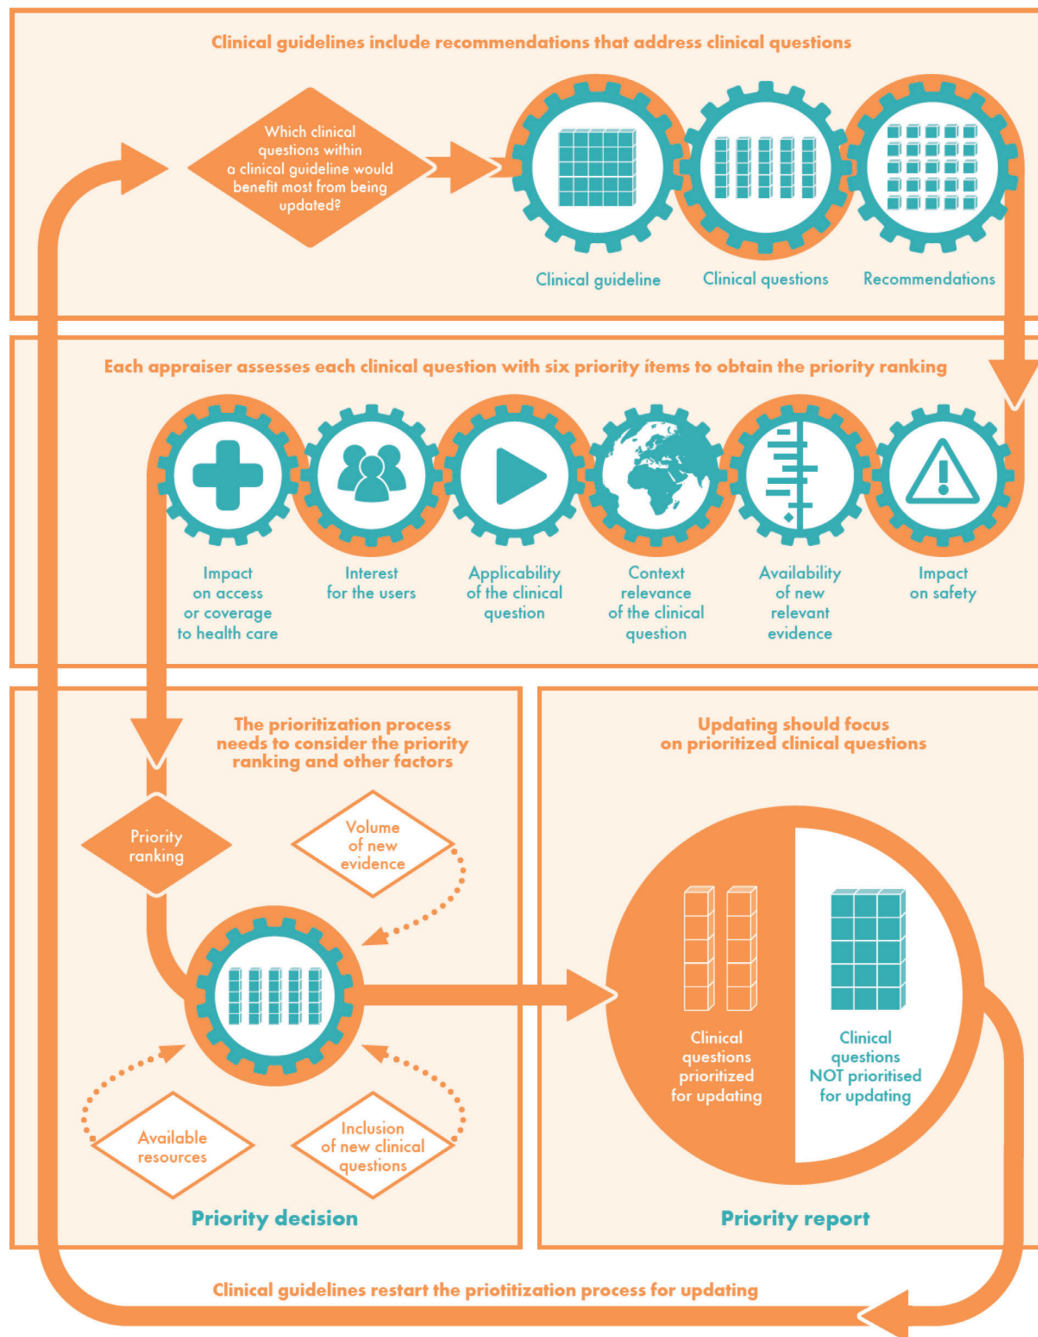 Clinical guidelines include recommendations that address clinical questions
Which clinical
questions within
a clinical guideline would
benefit most from being
updated?
Clinical guideline
Clinical questions
Recommendations
Each appraiser assesses each clinical question with six priority ítems to obtain the priority ranking
Impact
on access
or coverage
to health care
Interest
for the users
Applicability
of the clinical
question
Context
relevance
of the clinical
question
Availability
of new
relevant
evidence
Impact
on safety
The prioritization process
needs to consider the priority
ranking and other factors
Priority
ranking
Volume
of new
evidence
Available
resources
Inclusion
of new clinical
questions
Priority decision
Updating should focus
on prioritized clinical questions
Clinical
questions
prioritized
for updating
Clinical
questions
NOT prioritised
for updating
Priority report
Clinical guidelines restart the priotitization process for updating